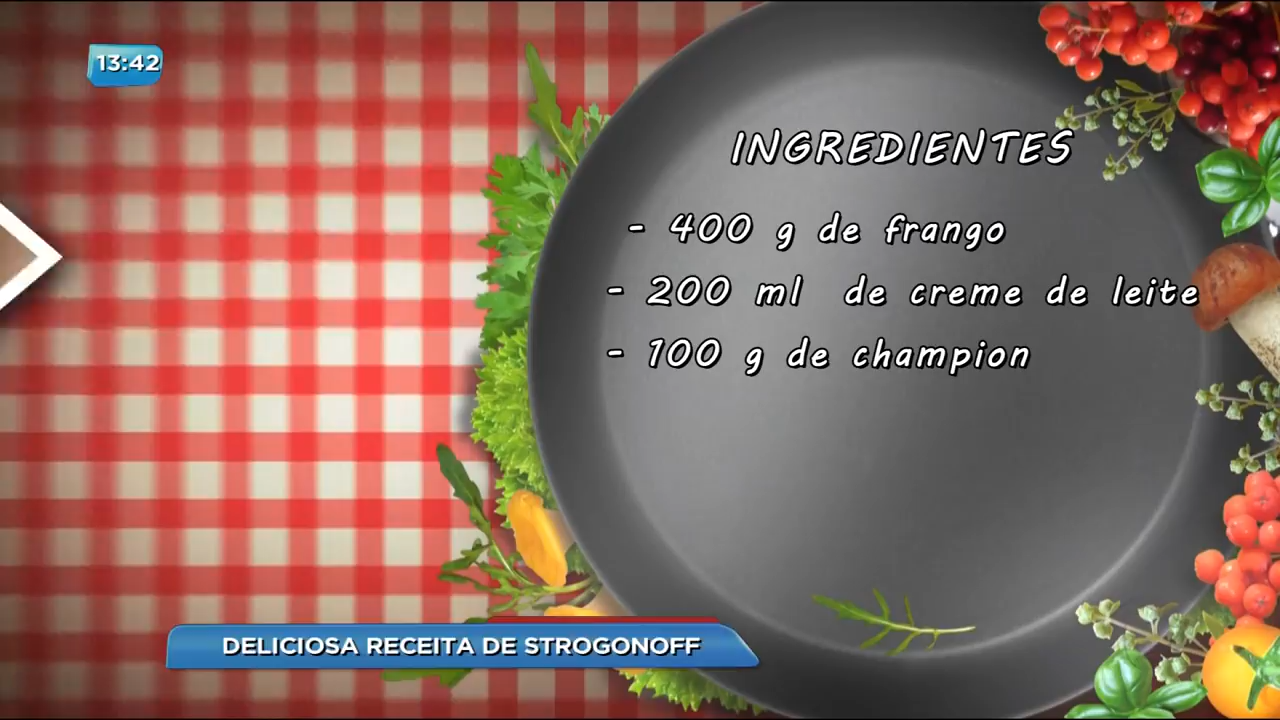 13:42
INGREDIENTES
- 400 g de frango
- 200 ml de creme de leite
- 100 g de champion
DELICIOSA RECEITA DE STROGONOFF